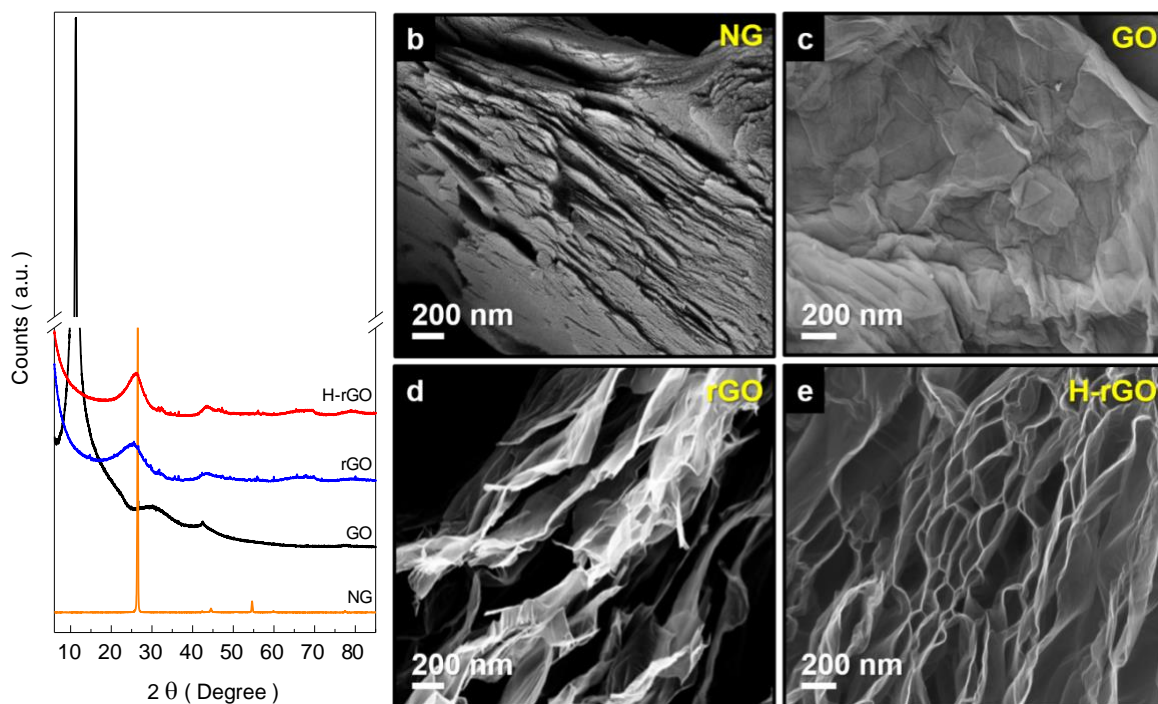 Counts ( a.u. )
H-rGO
rGO
GO
NG
10 20 30 40 50 60 70 80
2 θ ( Degree )
b NG
200 nm
c GO
200 nm
d rGO
200 nm
e H-rGO
200 nm